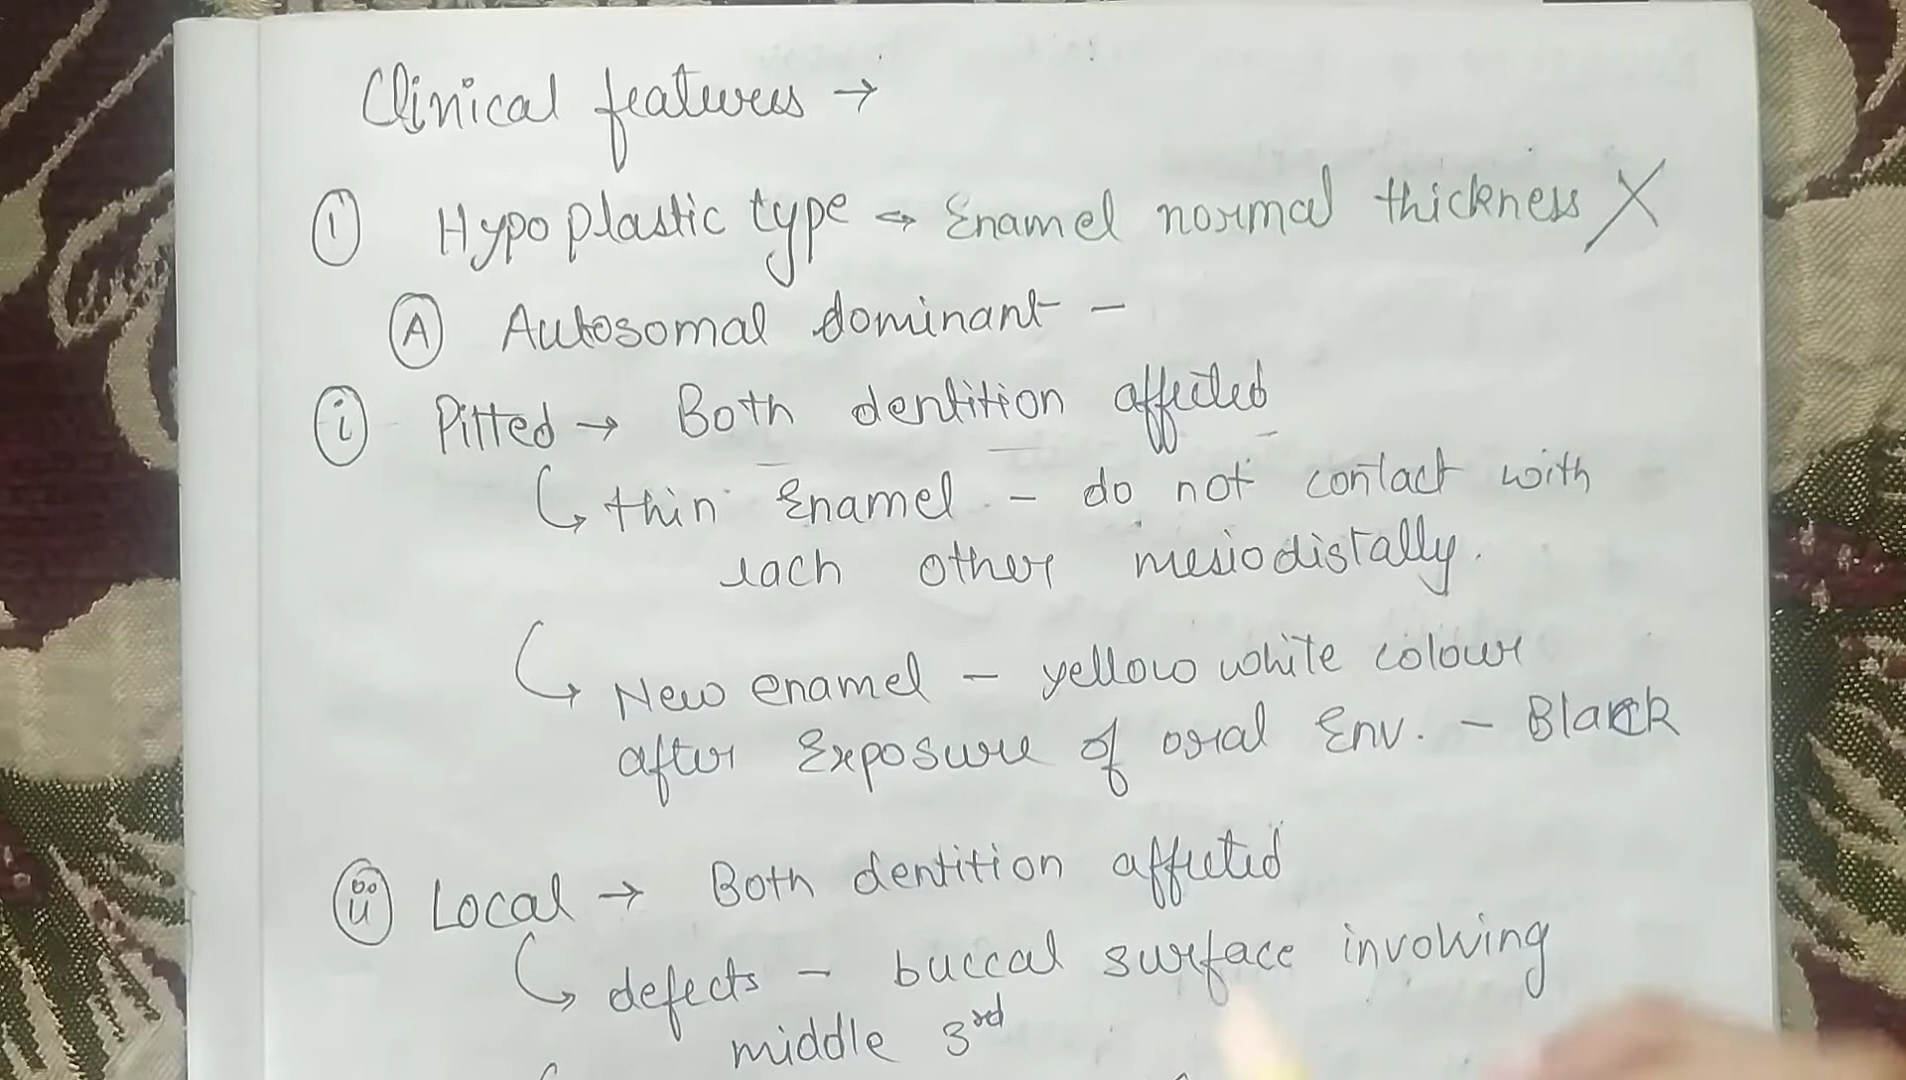 Clinical features →
① Hypoplastic type → Enamel normal thickness X
Ⓐ Autosomal dominant –
ⓘ Pitted → Both dentition affected
↳ thin Enamel – do not contact with
each other mesiodistally.
↳ New enamel – yellow white colour
after Exposure of oral Env. – Black
ii Local → Both dentition affected
↳ defects – buccal surface involving
middle 3rd